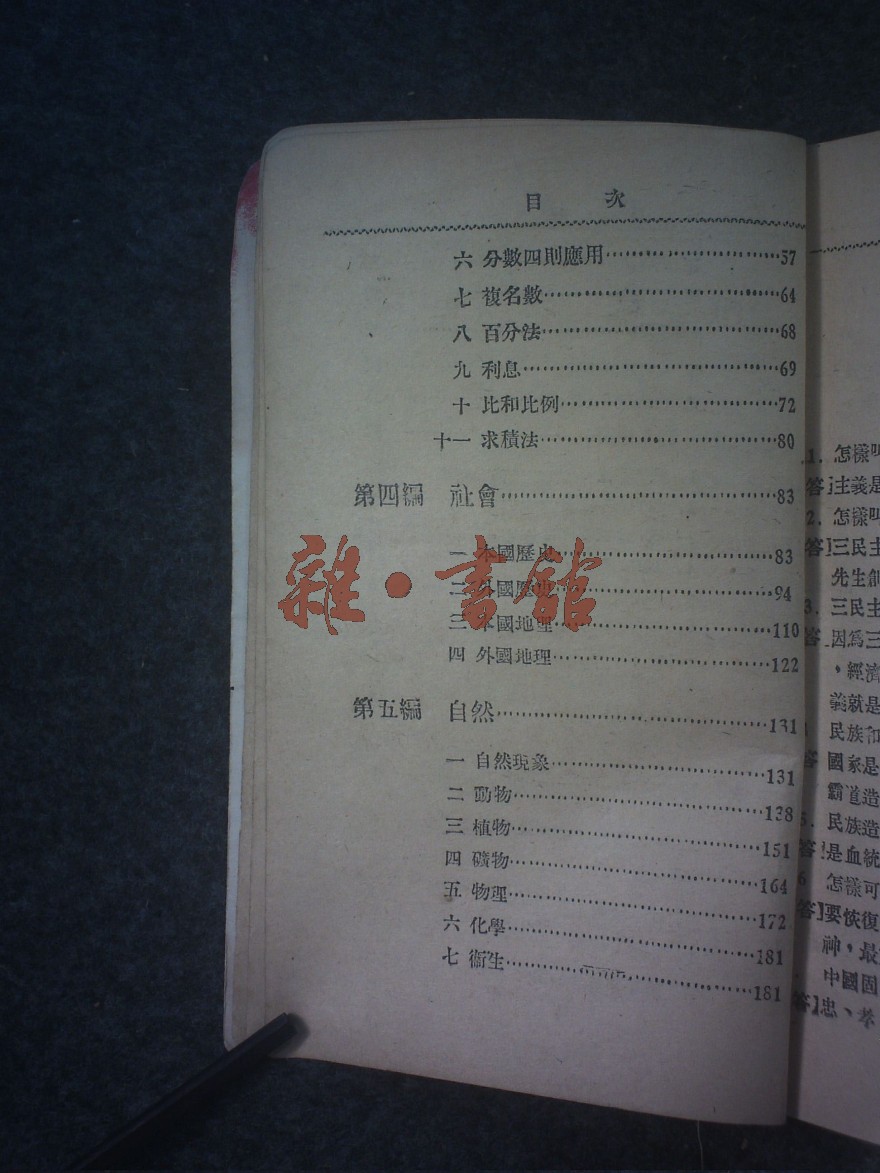 目 次
六 分數四則應用 57
七 複名數 64
八 百分法 68
九 利息 69
十 比和比例 72
十一 求積法 80
第四編 社會 83
一 本國歷史 83
二 外國歷史 94
三 本國地理 110
四 外國地理 122
第五編 自然 131
一 自然現象 131
二 動物 138
三 植物 151
四 礦物 164
五 物理 172
六 化學 181
七 衞生 181
雜·書館
1. 怎樣叫
答]主義是
2. 怎樣叫
答]三民主
先生創
3. 三民主
答 因爲三
，經濟
義就是
民族和
答 國家是
霸道造
5. 民族造
答]是血統
6 怎樣可
答]要恢復
神，最
中國固
答]忠、孝